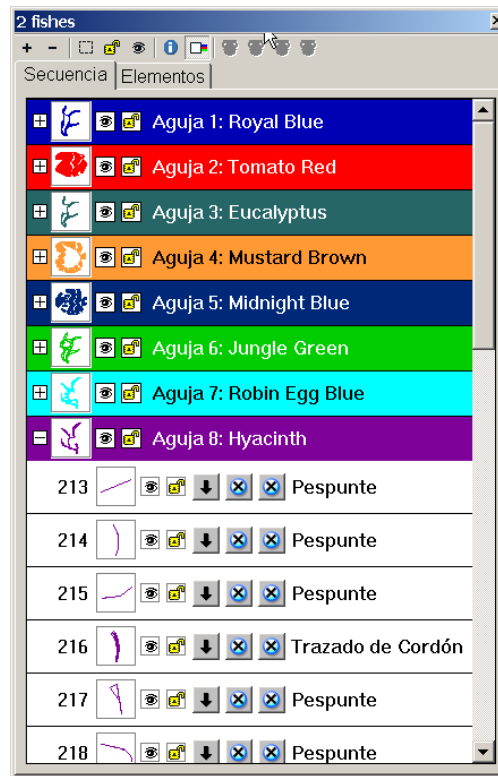 2 fishes
Secuencia Elementos
Aguja 1: Royal Blue
Aguja 2: Tomato Red
Aguja 3: Eucalyptus
Aguja 4: Mustard Brown
Aguja 5: Midnight Blue
Aguja 6: Jungle Green
Aguja 7: Robin Egg Blue
Aguja 8: Hyacinth
213 Pespunte
214 Pespunte
215 Pespunte
216 Trazado de Cordón
217 Pespunte
218 Pespunte